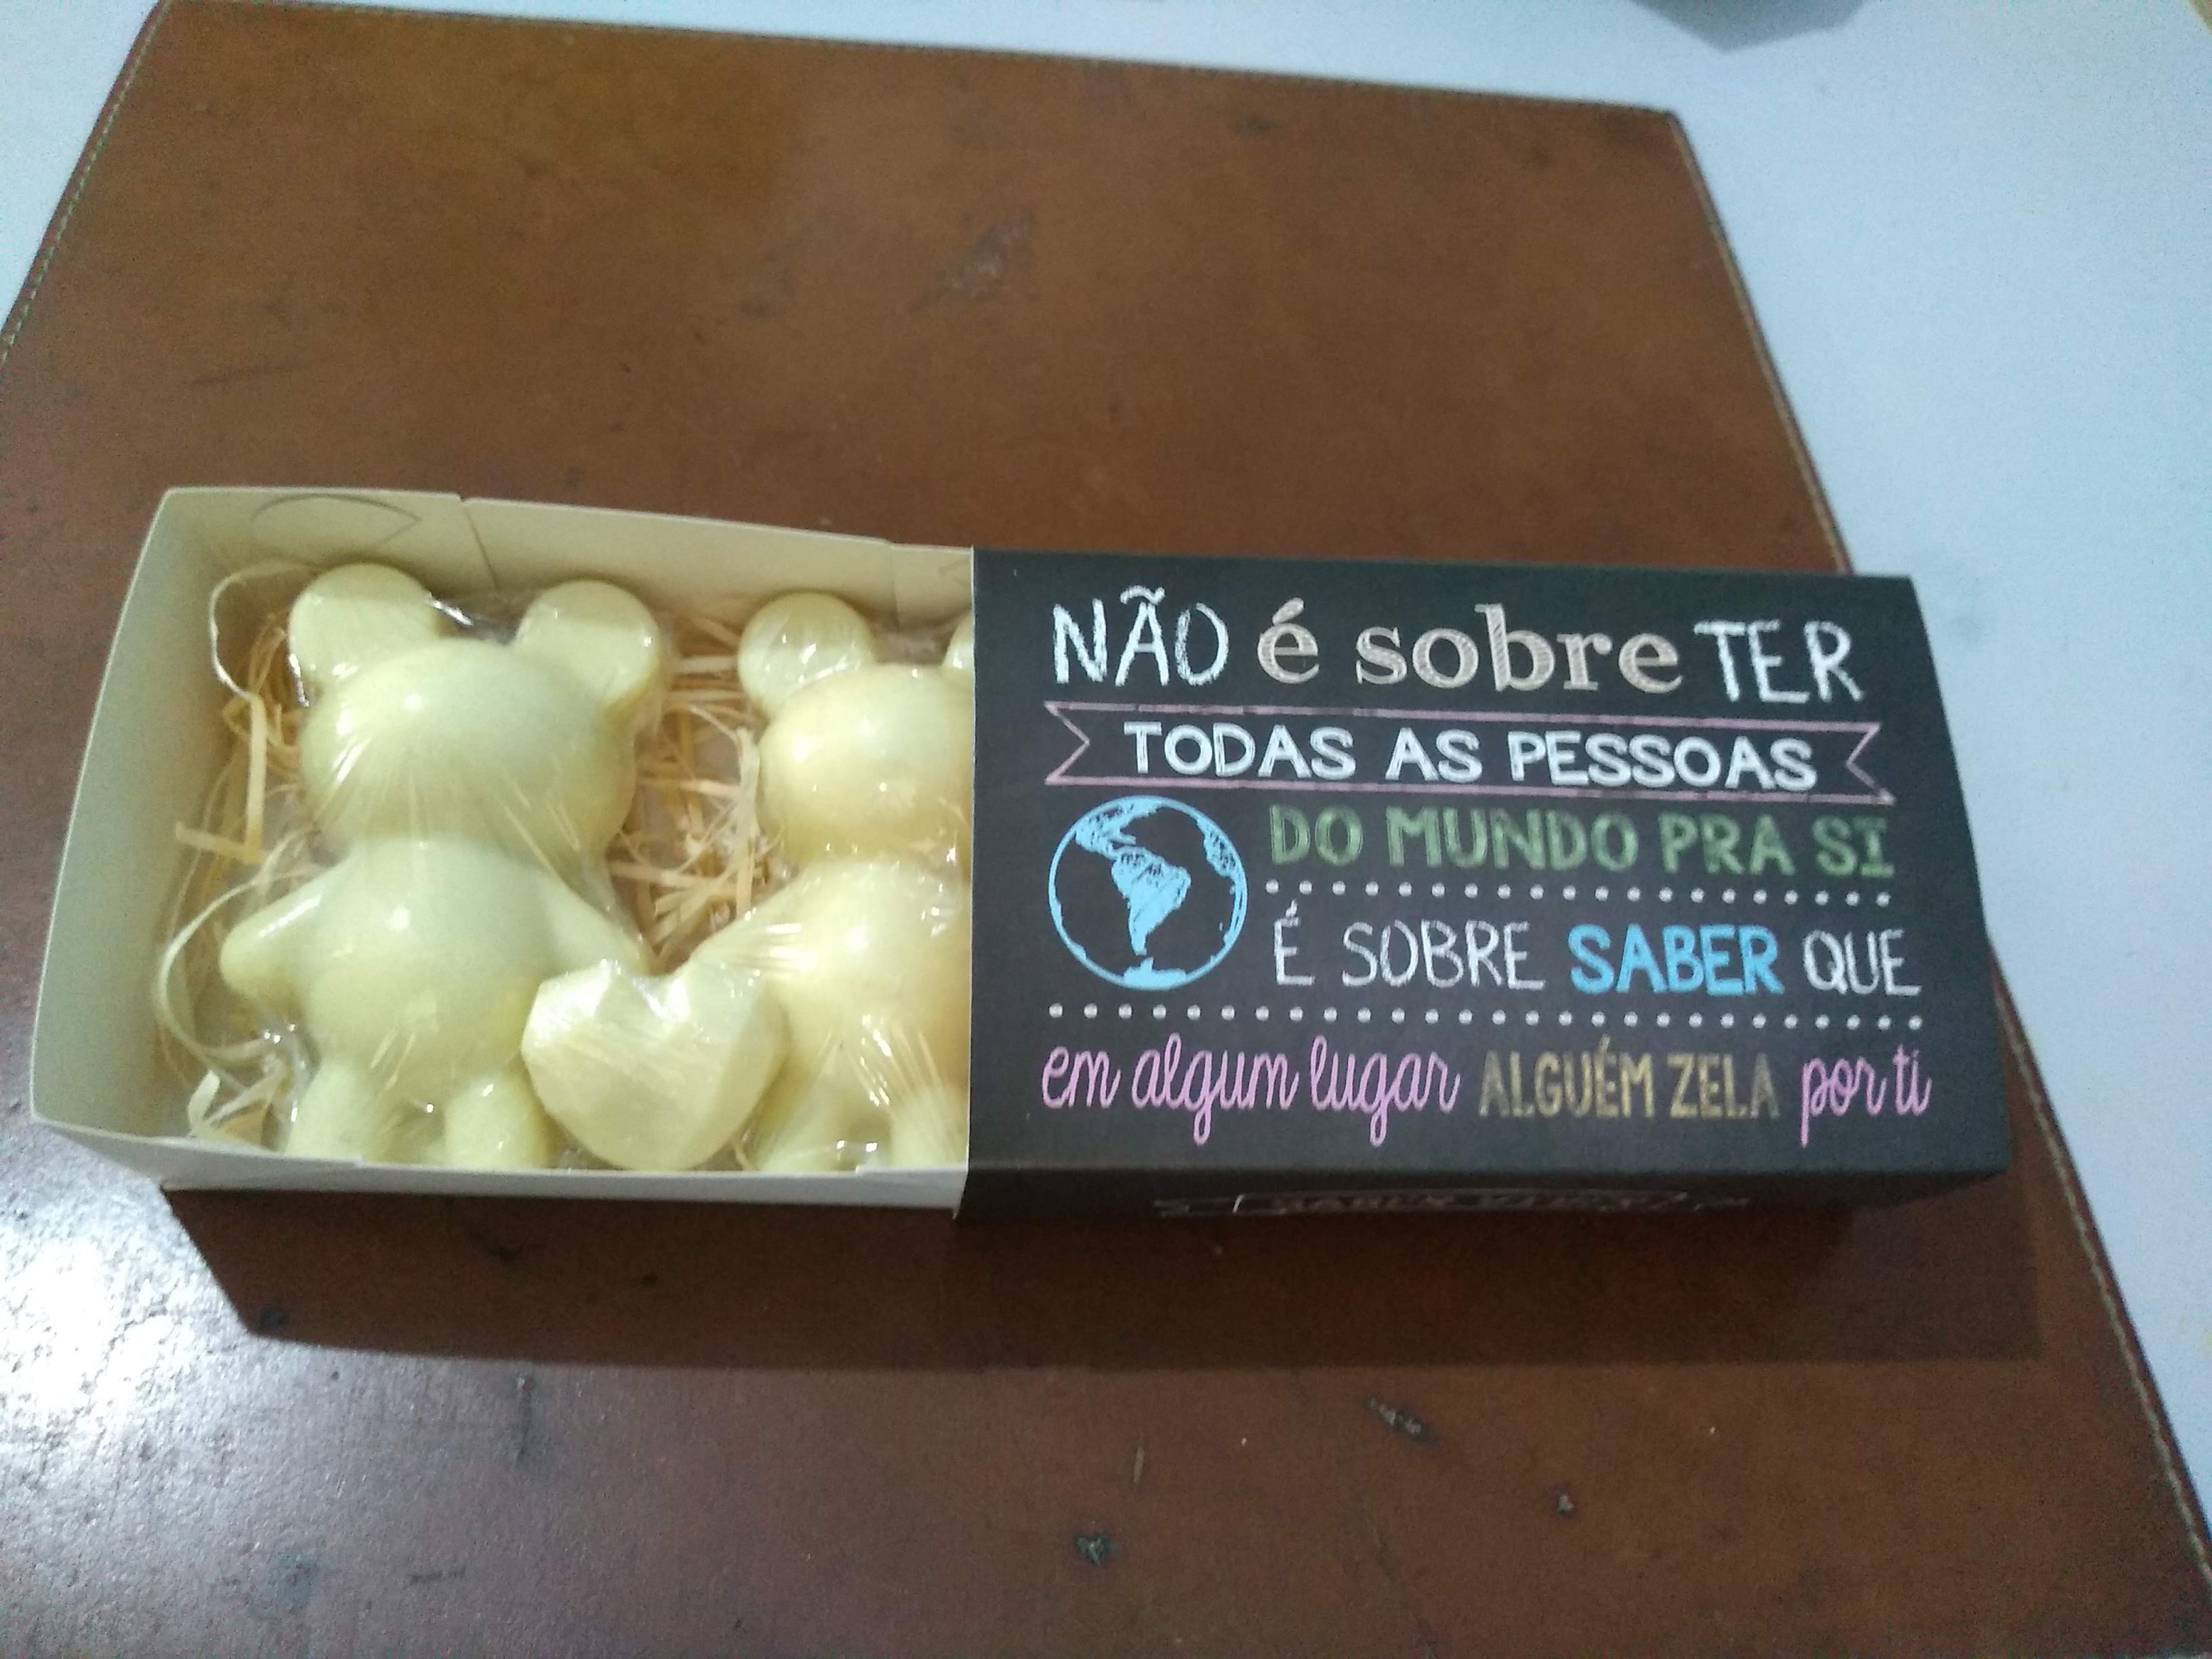 NÃO é sobre TER
TODAS AS PESSOAS
DO MUNDO PRA SI
É SOBRE SABER QUE
em algum lugar ALGUÉM ZELA por ti